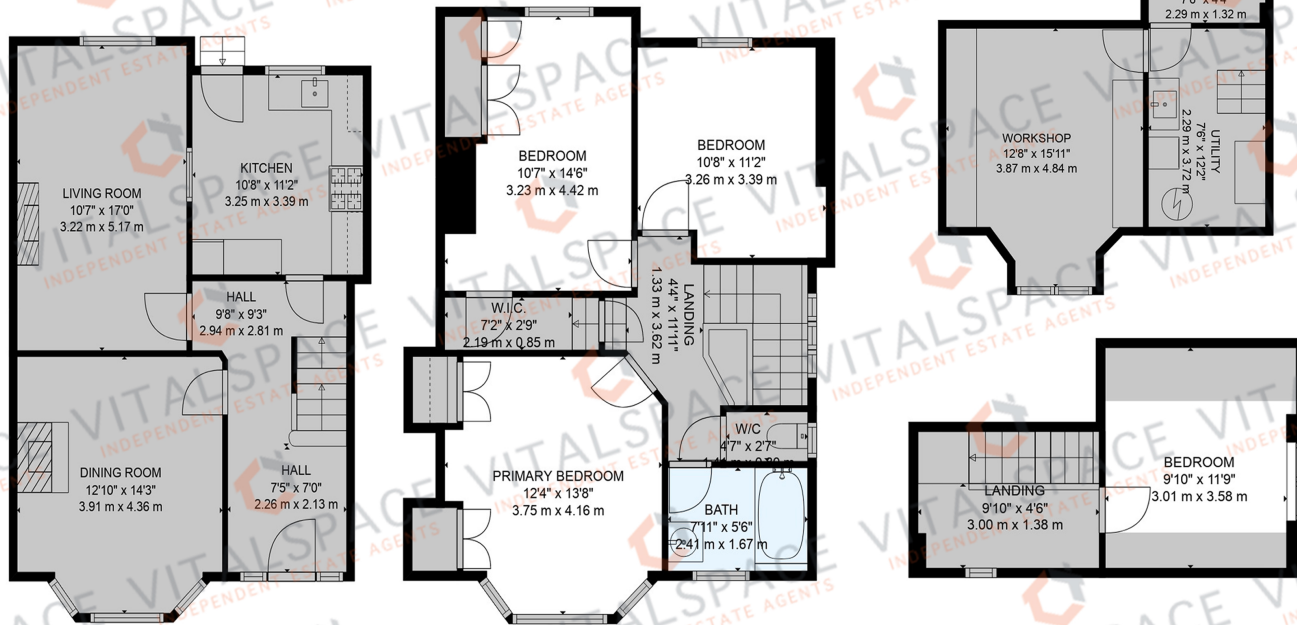 LIVING ROOM
10'7" x 17'0"
3.22 m x 5.17 m
KITCHEN
10'8" x 11'2"
3.25 m x 3.39 m
HALL
9'8" x 9'3"
2.94 m x 2.81 m
DINING ROOM
12'10" x 14'3"
3.91 m x 4.36 m
HALL
7'5" x 7'0"
2.26 m x 2.13 m
BEDROOM
10'7" x 14'6"
3.23 m x 4.42 m
BEDROOM
10'8" x 11'2"
3.26 m x 3.39 m
W.I.C.
7'2" x 2'9"
2.19 m x 0.85 m
LANDING
4'4" x 11'11"
1.33 m x 3.62 m
PRIMARY BEDROOM
12'4" x 13'8"
3.75 m x 4.16 m
W/C
4'7" x 2'7"
BATH
7'11" x 5'6"
2.41 m x 1.67 m
2.29 m x 1.32 m
WORKSHOP
12'8" x 15'11"
3.87 m x 4.84 m
UTILITY
7'6" x 12'2"
2.29 m x 3.72 m
LANDING
9'10" x 4'6"
3.00 m x 1.38 m
BEDROOM
9'10" x 11'9"
3.01 m x 3.58 m
VITALSPACE
INDEPENDENT ESTATE AGENTS